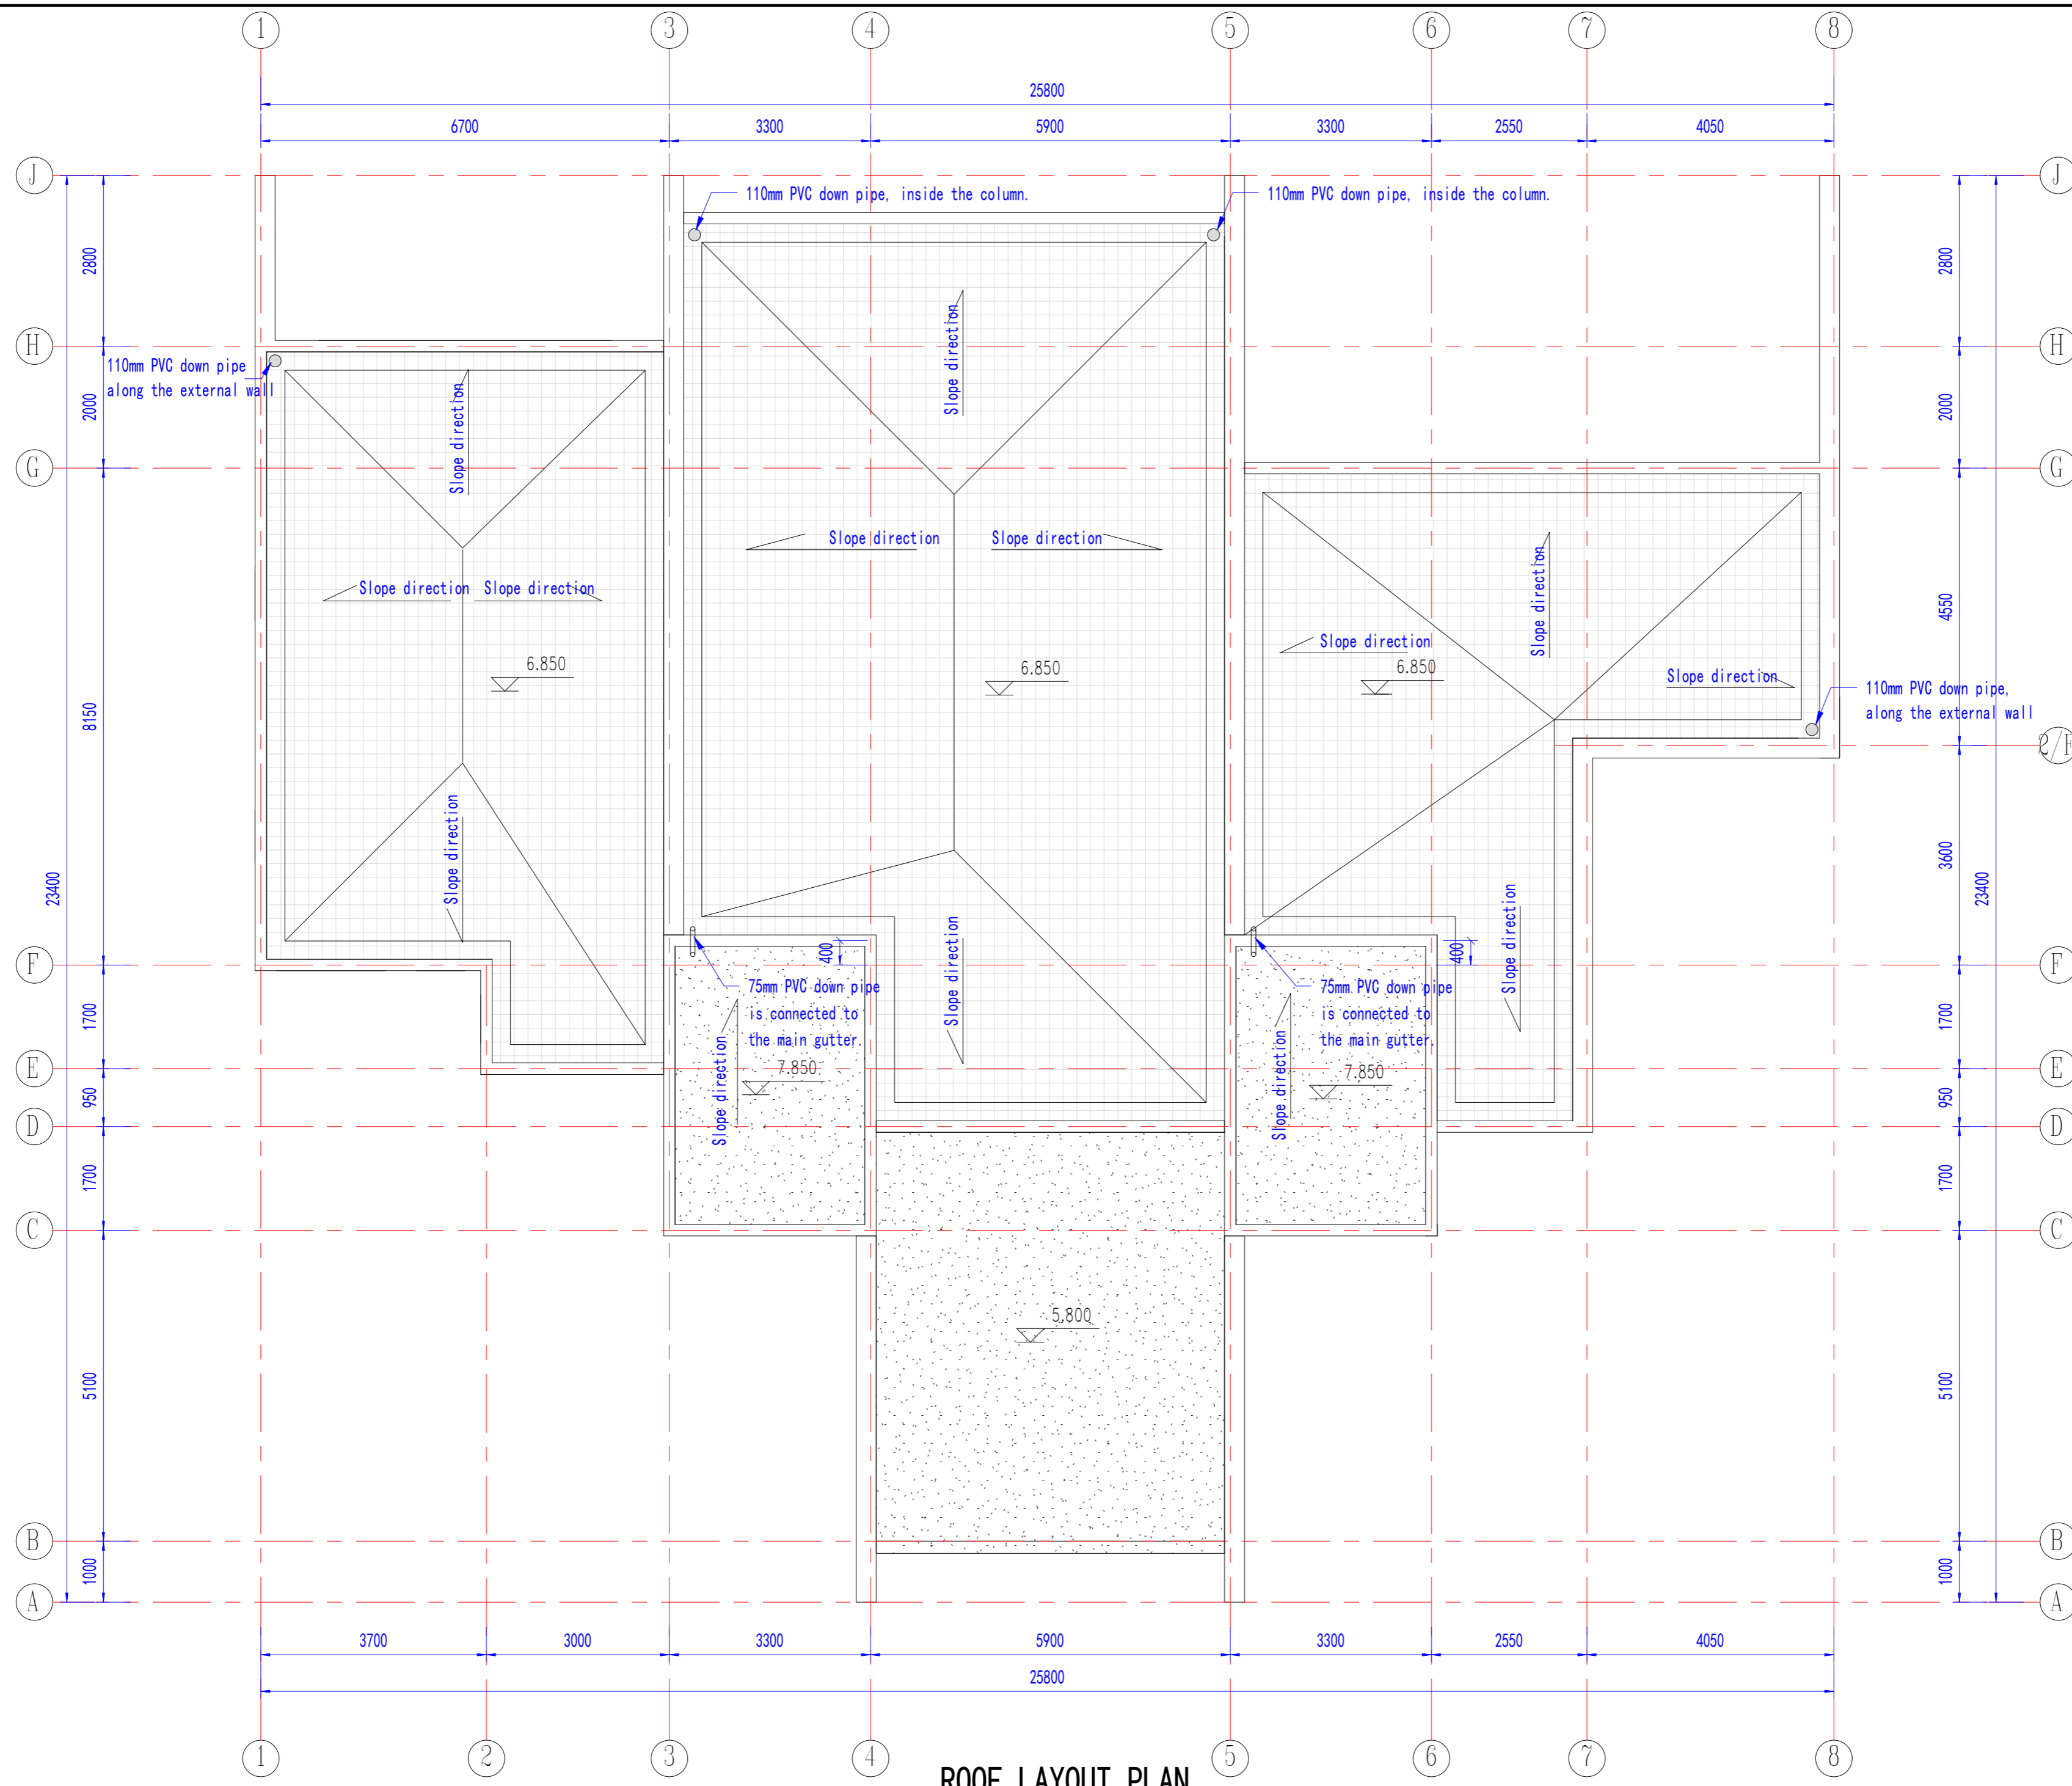 1 3 4 5 6 7 8
25800
6700 3300 5900 3300 2550 4050
J J
110mm PVC down pipe, inside the column.
110mm PVC down pipe, inside the column.
2800 2800
Slope direction
H H
110mm PVC down pipe
along the external wall
Slope direction
2000 2000
G G
Slope direction Slope direction
Slope direction Slope direction
Slope direction
4550
Slope direction
6.850 6.850 6.850
Slope direction
110mm PVC down pipe,
along the external wall
8150
2/F
Slope direction
3600
23400 23400
Slope direction
Slope direction
400 400
F F
75mm PVC down pipe
is connected to
the main gutter.
75mm PVC down pipe
is connected to
the main gutter.
1700 1700
Slope direction
Slope direction
7.850 7.850
E E
950 950
D D
1700 1700
C C
5.800
5100 5100
B B
1000 1000
A A
3700 3000 3300 5900 3300 2550 4050
25800
1 2 3 4 5 6 7 8
ROOF LAYOUT PLAN